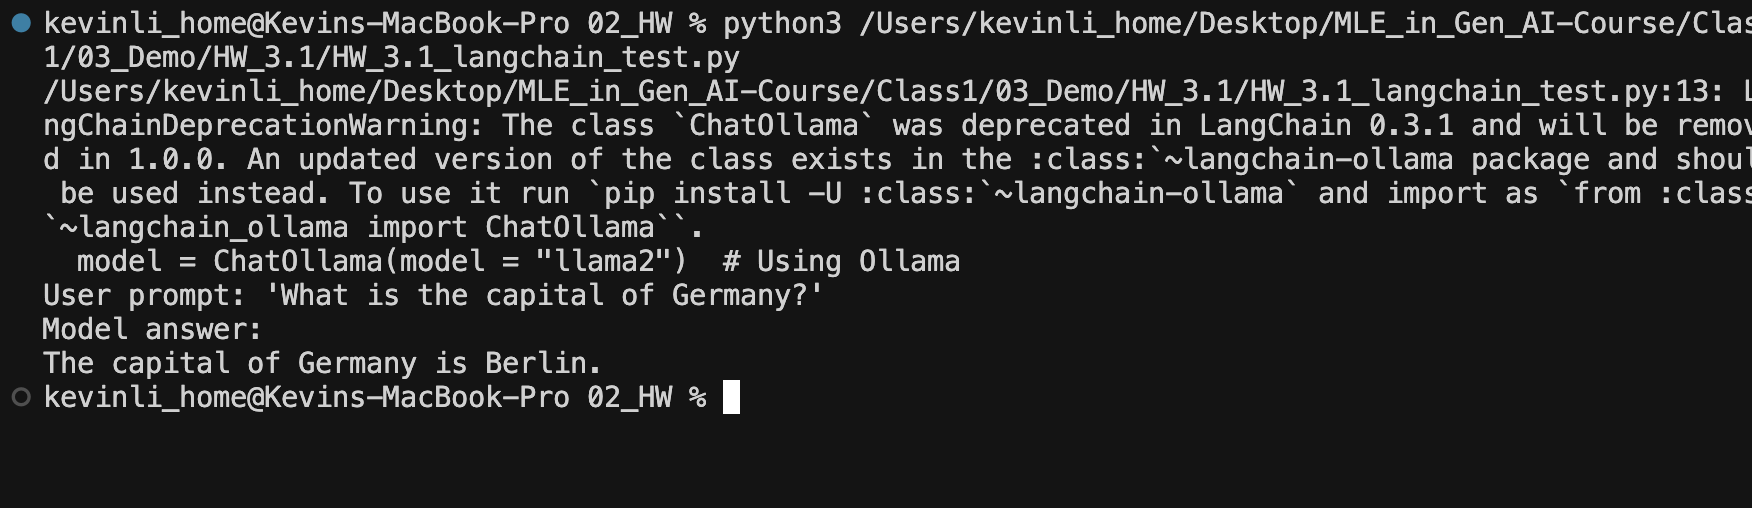 kevinli_home@Kevins-MacBook-Pro 02_HW % python3 /Users/kevinli_home/Desktop/MLE_in_Gen_AI-Course/Clas
1/03_Demo/HW_3.1/HW_3.1_langchain_test.py
/Users/kevinli_home/Desktop/MLE_in_Gen_AI-Course/Class1/03_Demo/HW_3.1/HW_3.1_langchain_test.py:13: L
ngChainDeprecationWarning: The class `ChatOllama` was deprecated in LangChain 0.3.1 and will be remov
d in 1.0.0. An updated version of the class exists in the :class:`~langchain-ollama package and shoul
be used instead. To use it run `pip install -U :class:`~langchain-ollama` and import as `from :class
`~langchain_ollama import ChatOllama``.
model = ChatOllama(model = "llama2")  # Using Ollama
User prompt: 'What is the capital of Germany?'
Model answer:
The capital of Germany is Berlin.
kevinli_home@Kevins-MacBook-Pro 02_HW %